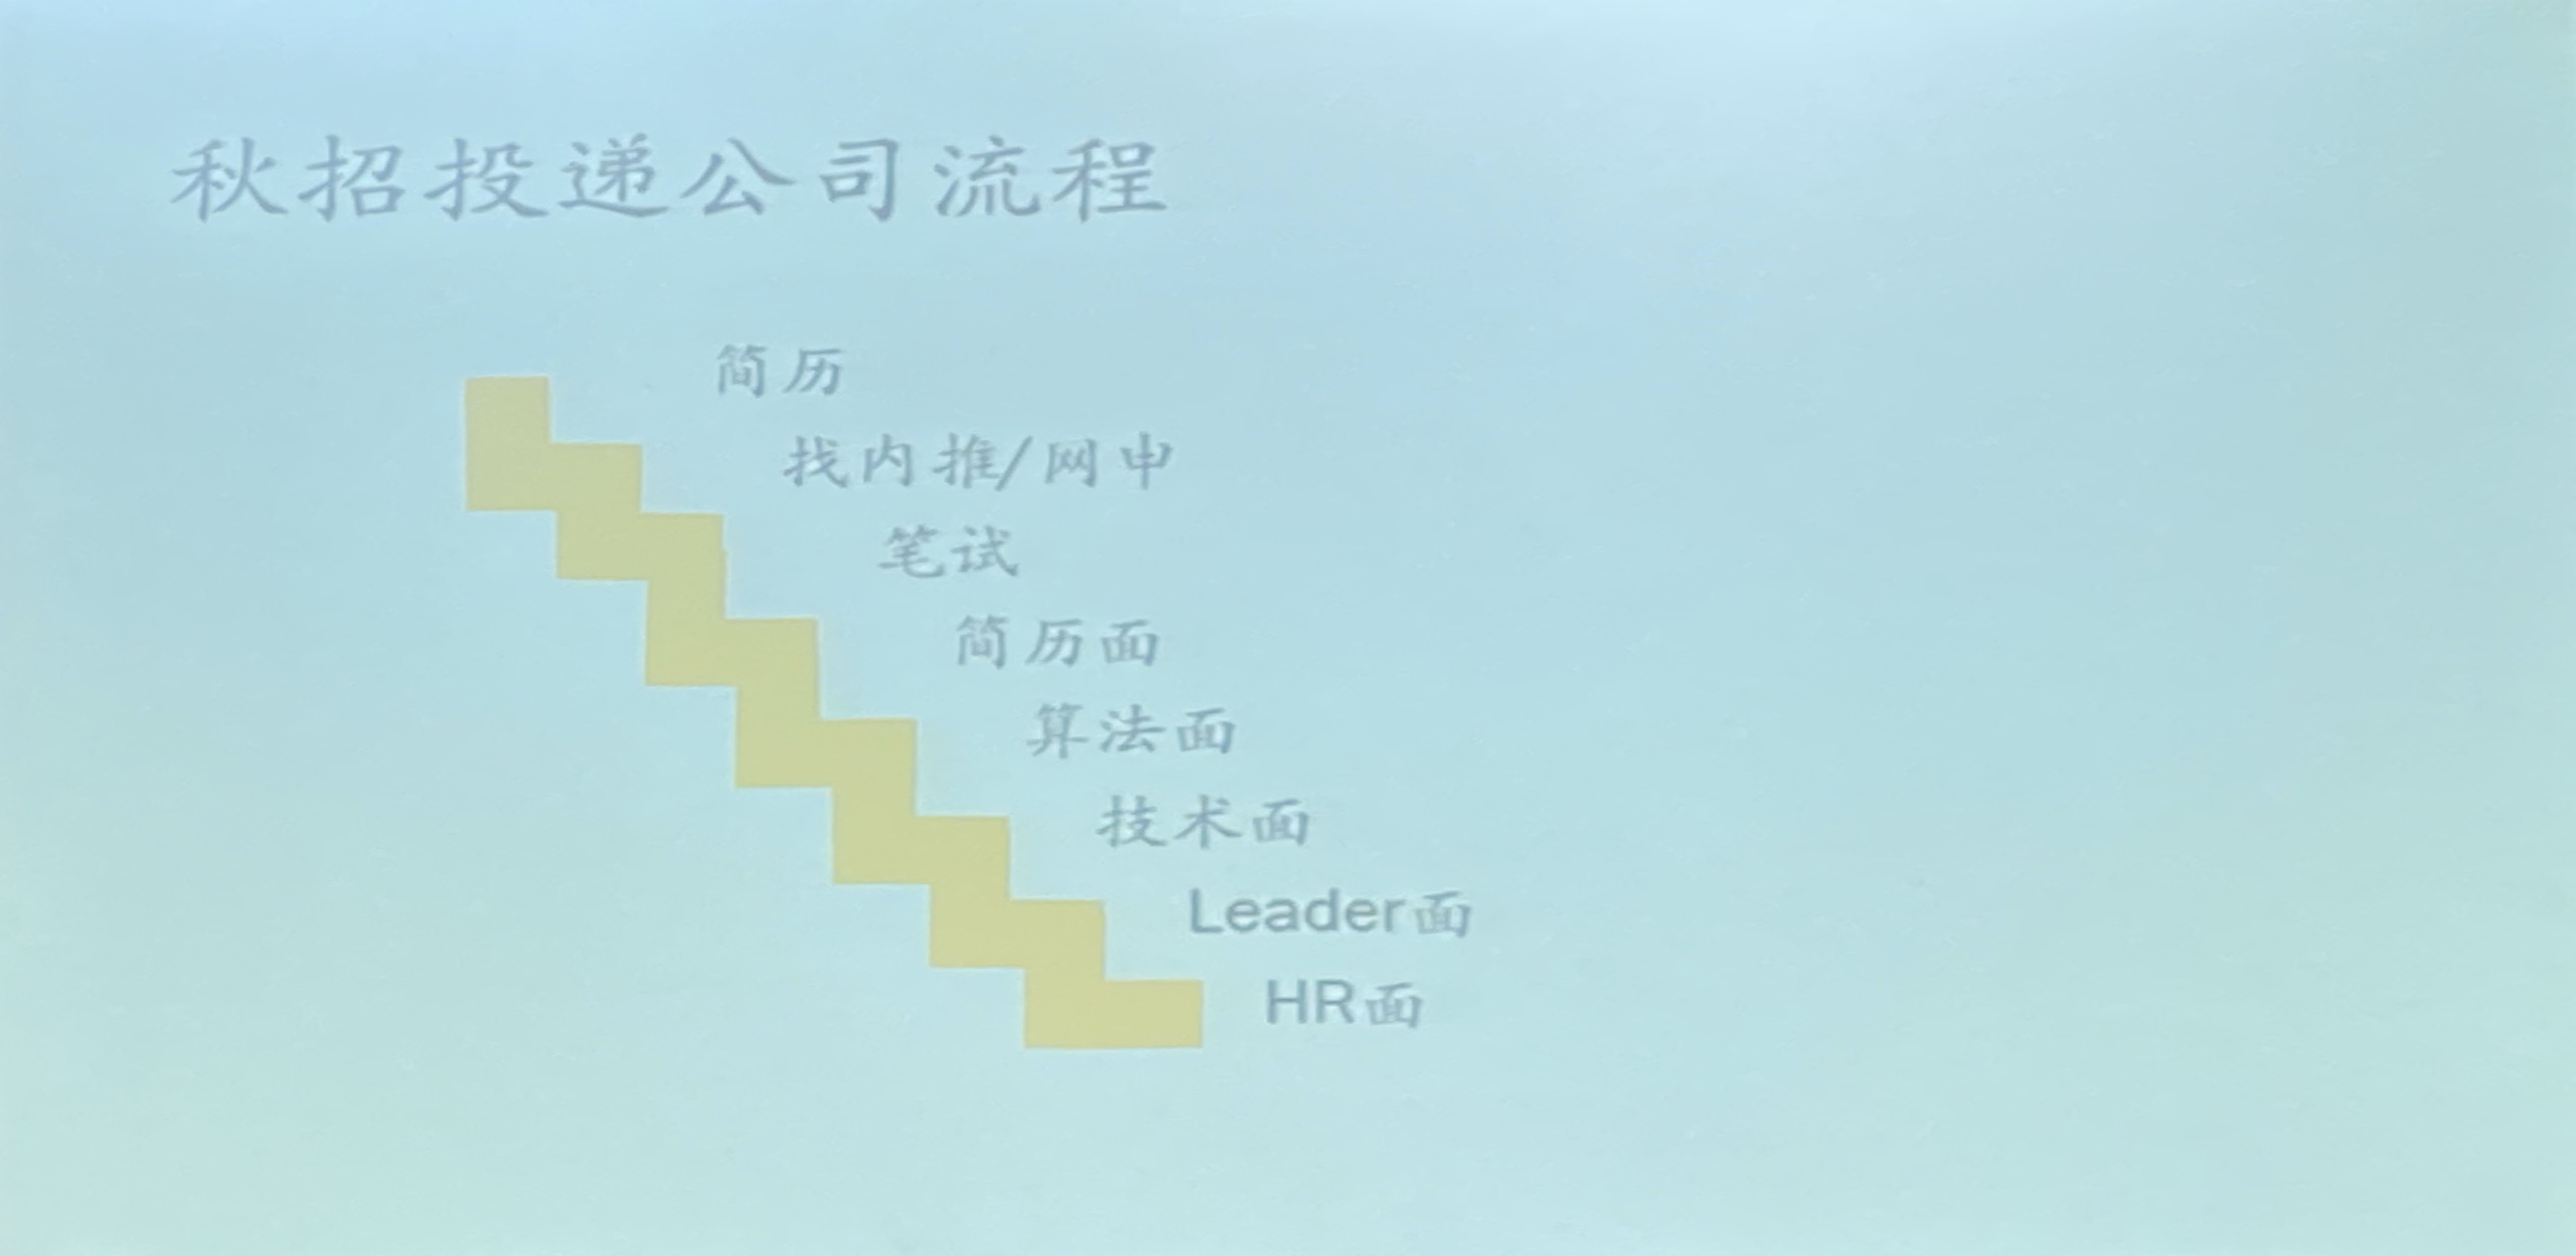 秋招投递公司流程
简历
找内推/网申
笔试
简历面
算法面
技术面
Leader面
HR面